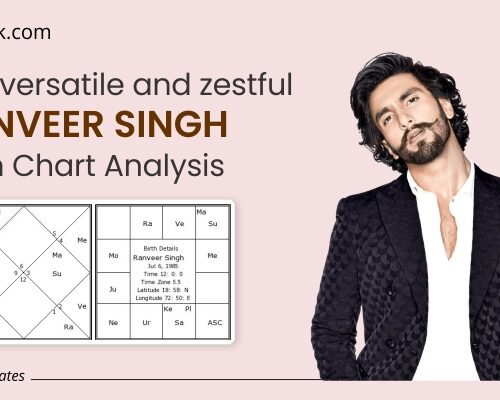 k.com
versatile and zestful
NVEER SINGH
n Chart Analysis
5
4
Me
Ma
Su
6
9 3
12
2
1
Ve
Ra
Ra
Ve
Ma
Su
Mo
Me
Ju
Birth Details
Ranveer Singh
Jul 6, 1985
Time 12: 0: 0
Time Zone 5.5
Latitude 18: 58: N
Longitude 72: 50: E
Ne
Ur
Ke Pl
Sa
ASC
ates